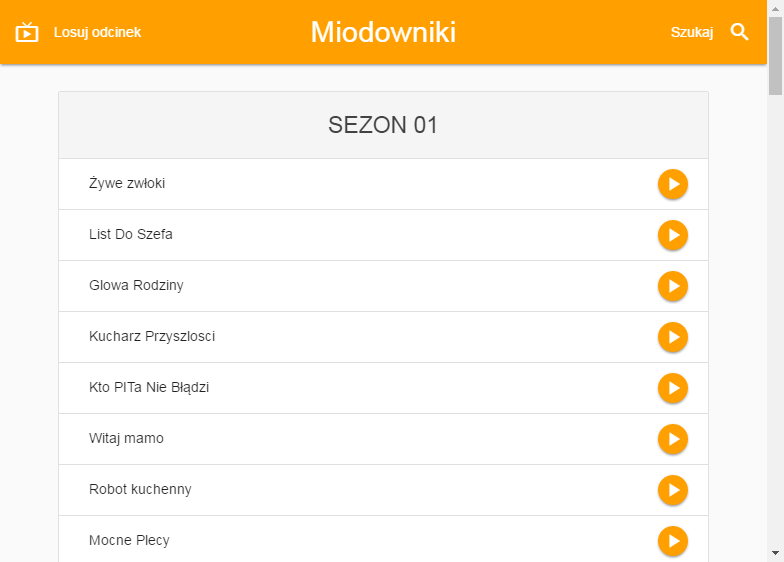 Losuj odcinek
Miodowniki
Szukaj
SEZON 01
Żywe zwłoki
List Do Szefa
Glowa Rodziny
Kucharz Przyszlosci
Kto PITa Nie Błądzi
Witaj mamo
Robot kuchenny
Mocne Plecy